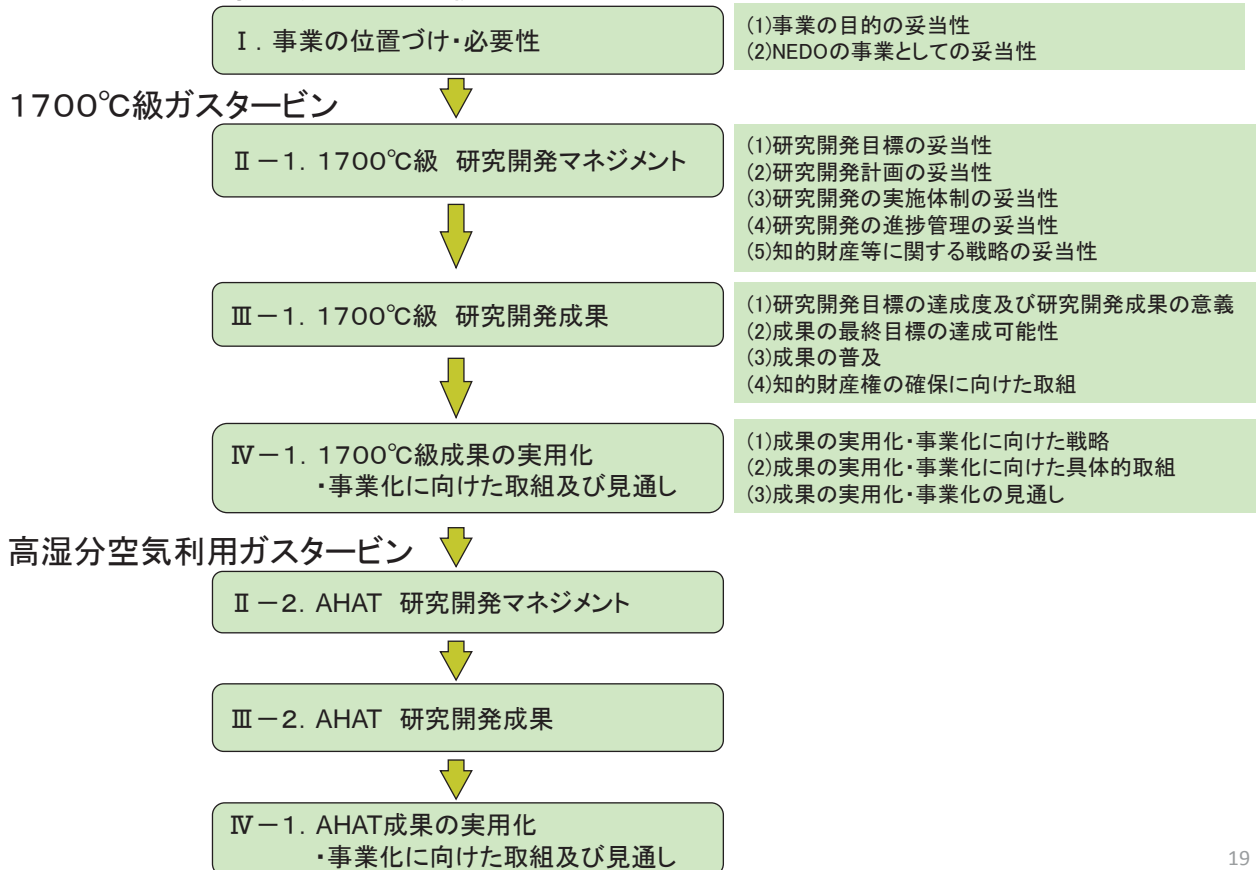 Ⅰ．事業の位置づけ・必要性
(1)事業の目的の妥当性
(2)NEDOの事業としての妥当性
1700℃級ガスタービン
Ⅱ－1．1700℃級　研究開発マネジメント
(1)研究開発目標の妥当性
(2)研究開発計画の妥当性
(3)研究開発の実施体制の妥当性
(4)研究開発の進捗管理の妥当性
(5)知的財産等に関する戦略の妥当性
Ⅲ－1．1700℃級　研究開発成果
(1)研究開発目標の達成度及び研究開発成果の意義
(2)成果の最終目標の達成可能性
(3)成果の普及
(4)知的財産権の確保に向けた取組
Ⅳ－1．1700℃級成果の実用化
・事業化に向けた取組及び見通し
(1)成果の実用化・事業化に向けた戦略
(2)成果の実用化・事業化に向けた具体的取組
(3)成果の実用化・事業化の見通し
高湿分空気利用ガスタービン
Ⅱ－2．AHAT　研究開発マネジメント
Ⅲ－2．AHAT　研究開発成果
Ⅳ－1．AHAT成果の実用化
・事業化に向けた取組及び見通し
19